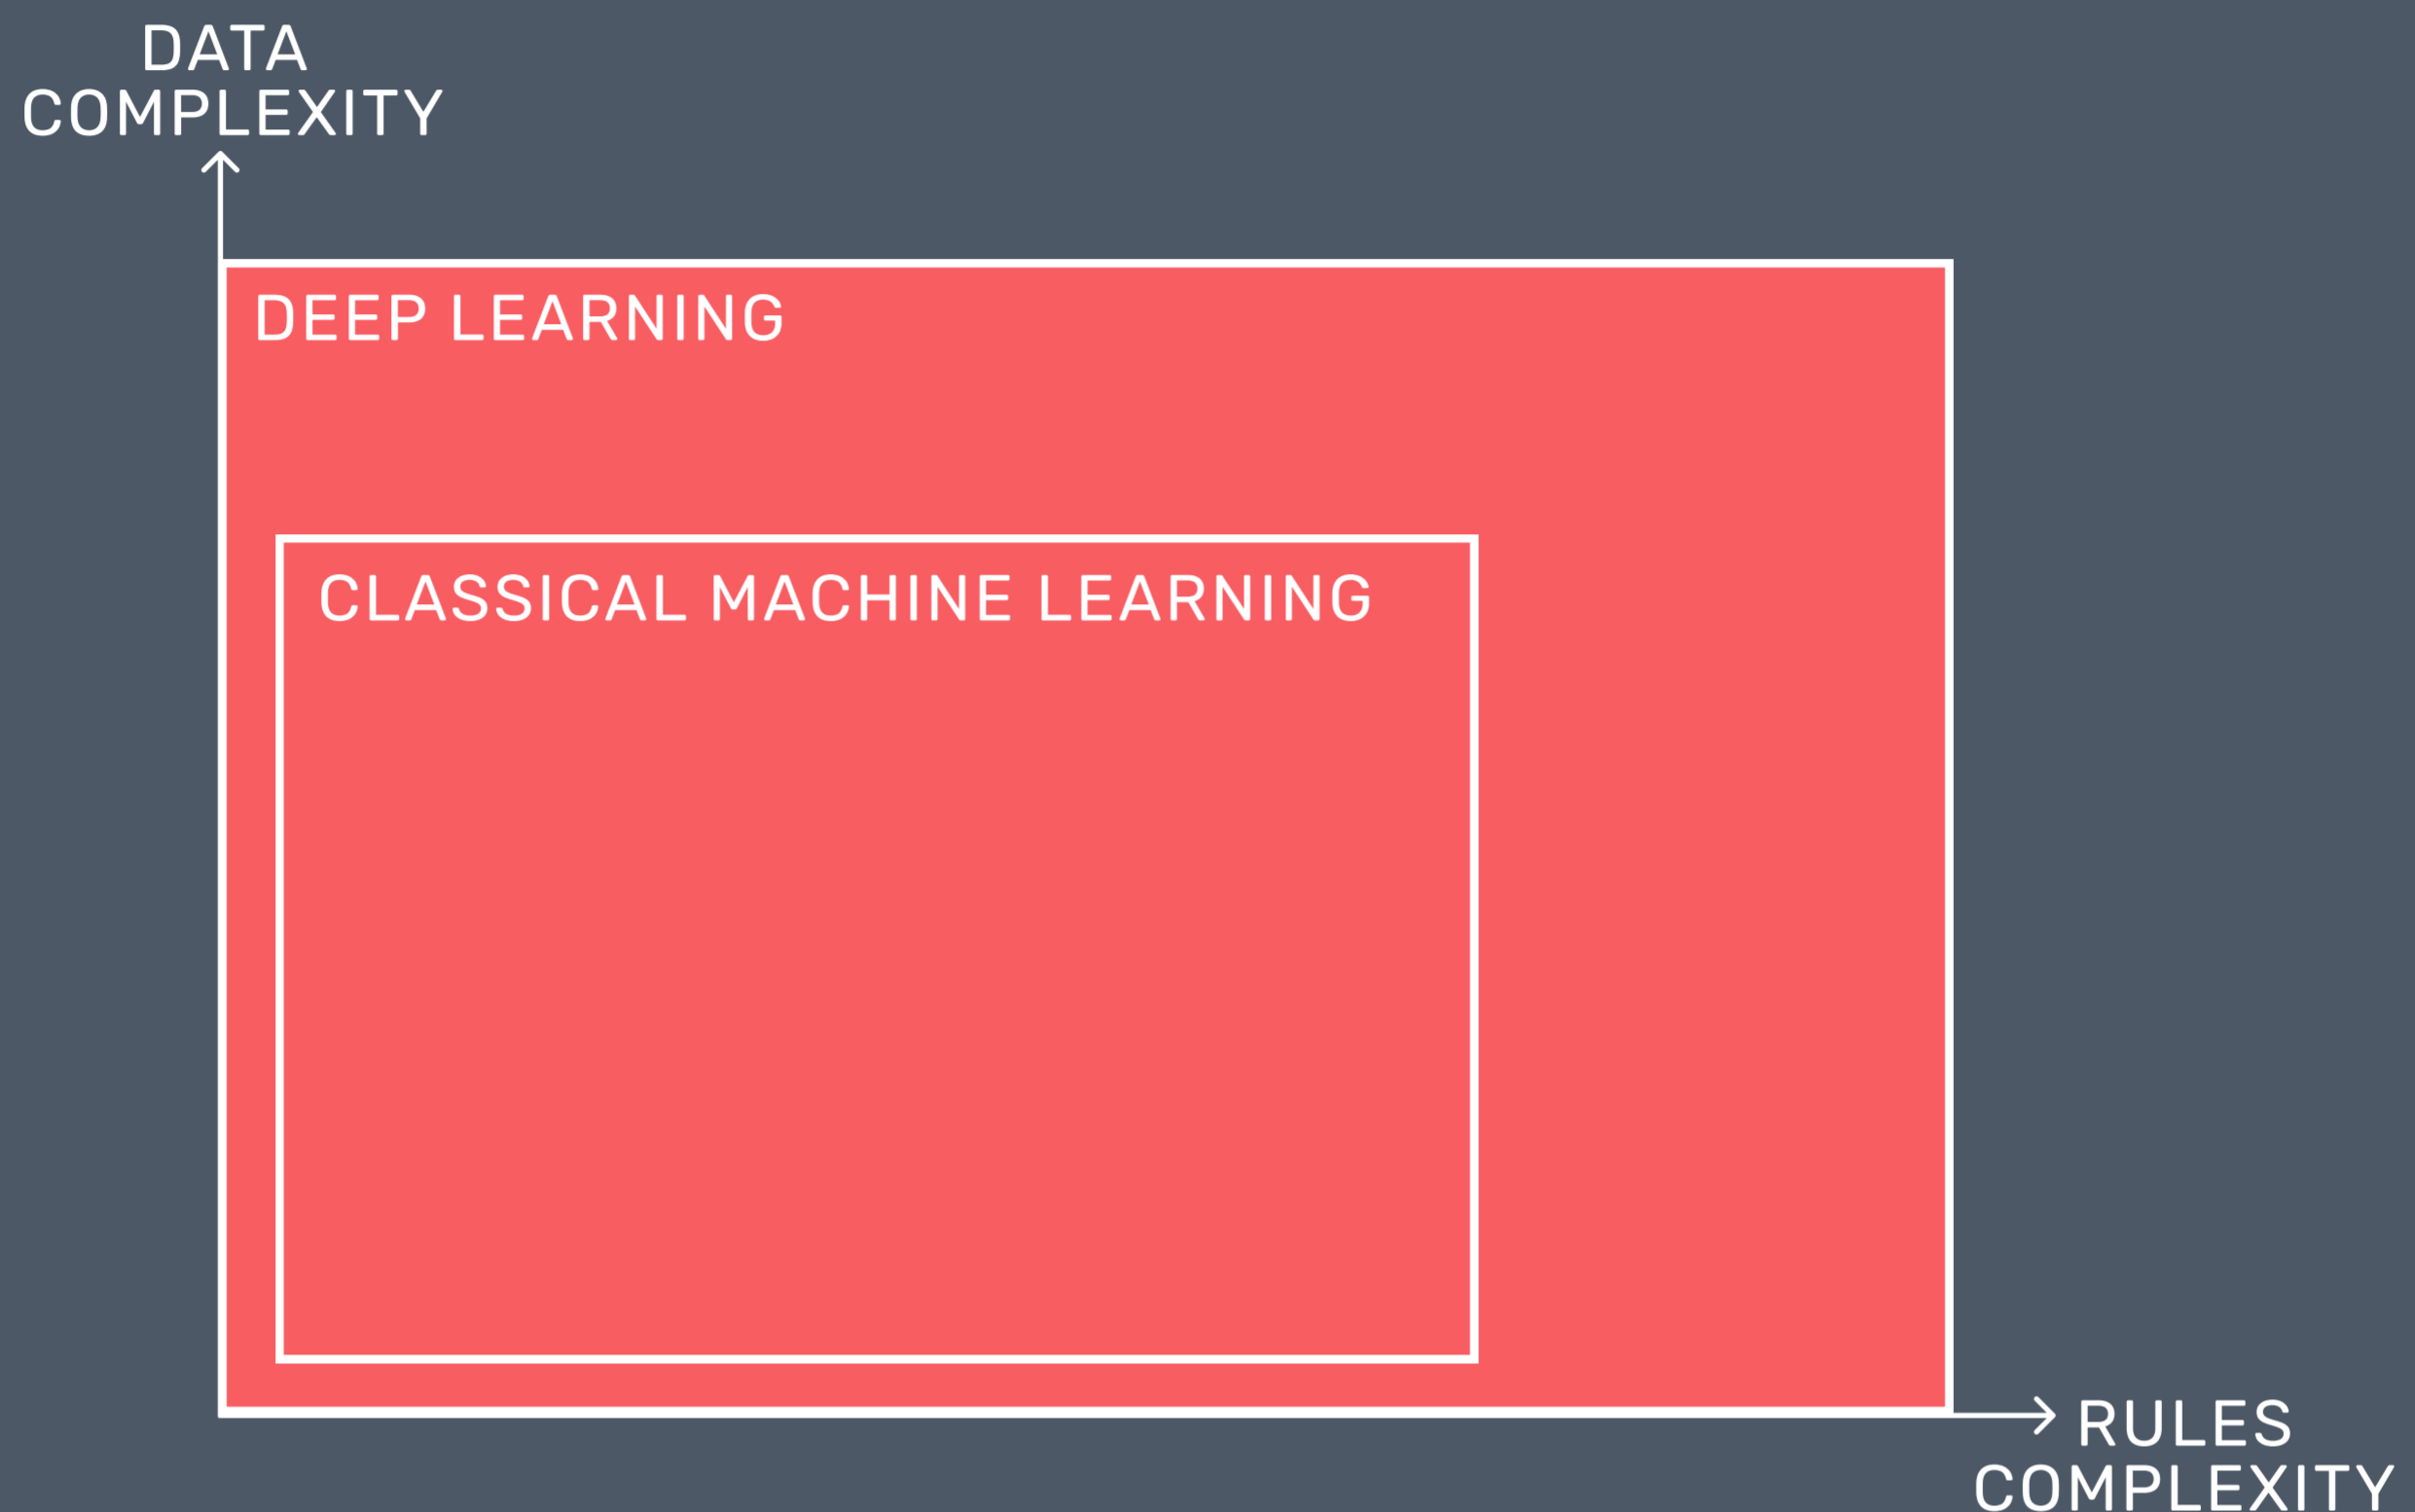 DATA
COMPLEXITY
DEEP LEARNING
CLASSICAL MACHINE LEARNING
RULES
COMPLEXITY